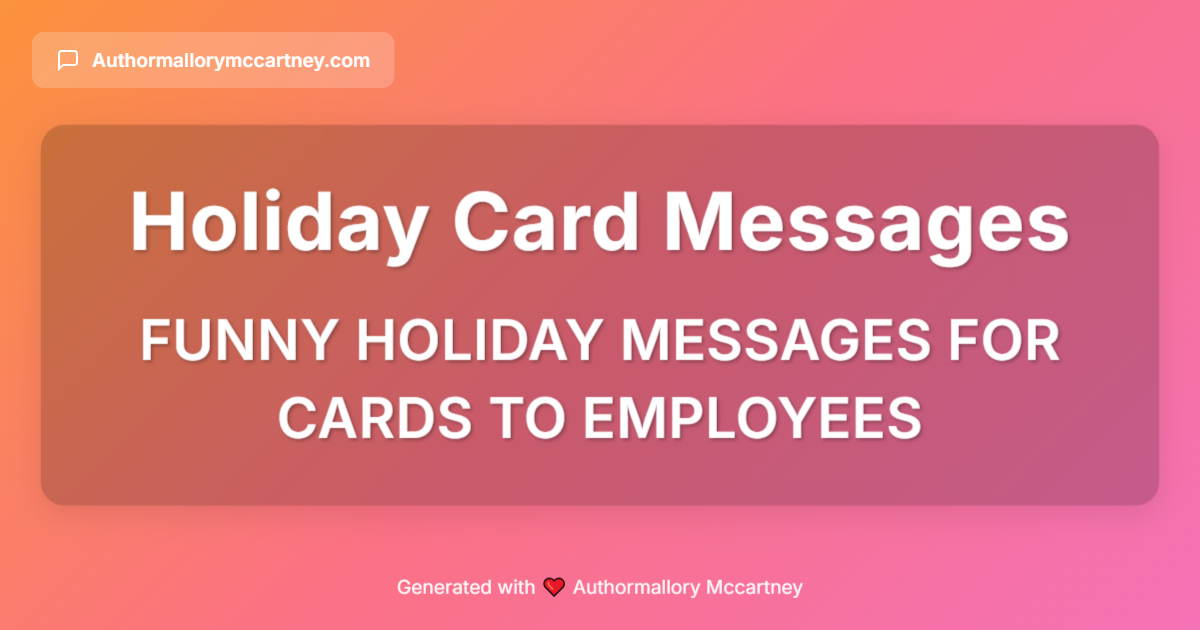 Authormallorymccartney.com
Holiday Card Messages
FUNNY HOLIDAY MESSAGES FOR
CARDS TO EMPLOYEES
Generated with ❤️ Authormallory Mccartney